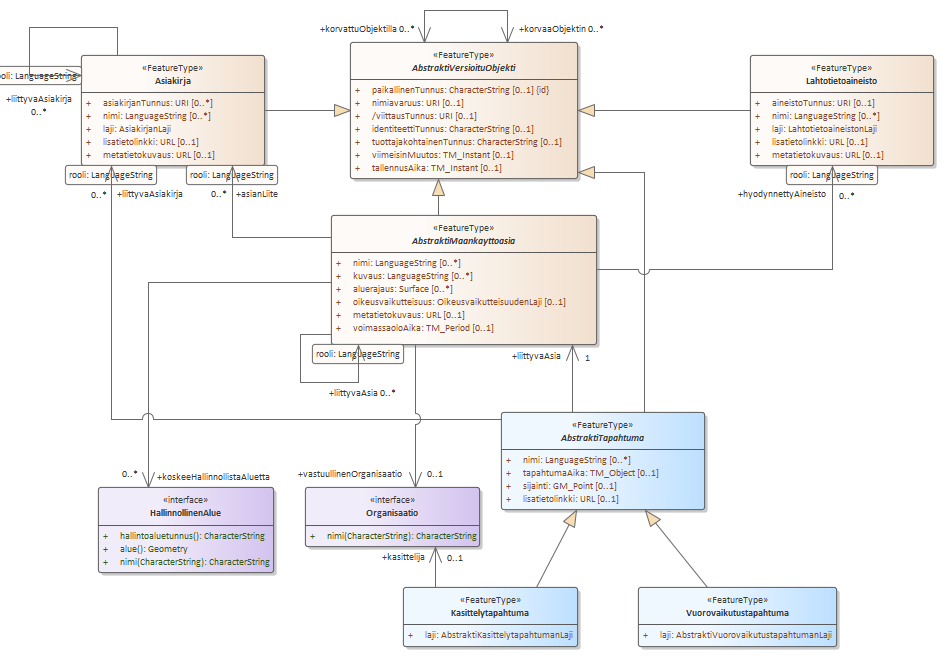 +korvattuObjektilla 0..*
+korvaaObjektin 0..*
oli: LanguageString
+liittyvaAsiakirja
0..*
«FeatureType»
Asiakirja
+ asiakirjanTunnus: URI [0..*]
+ nimi: LanguageString [0..*]
+ laji: AsiakirjanLaji
+ lisatietolinkki: URL [0..1]
+ metatietokuvaus: URL [0..1]
rooli: LanguageString
rooli: LanguageString
0..* +liittyvaAsiakirja
0..* +asianLiite
«FeatureType»
AbstraktiVersioituObjekti
+ paikallinenTunnus: CharacterString [0..1] {id}
+ nimiavaruus: URI [0..1]
+ /viittausTunnus: URI [0..1]
+ identiteettiTunnus: CharacterString [0..1]
+ tuottajakohtainenTunnus: CharacterString [0..1]
+ viimeisinMuutos: TM_Instant [0..1]
+ tallennusAika: TM_Instant [0..1]
«FeatureType»
Lahtotietoaineisto
+ aineistoTunnus: URI [0..1]
+ nimi: LanguageString [0..*]
+ laji: LahtotietoaineistonLaji
+ lisatietolinkki: URL [0..1]
+ metatietokuvaus: URL [0..1]
rooli: LanguageString
+hyodynnettyAineisto
0..*
«FeatureType»
AbstraktiMaankayttoasia
+ nimi: LanguageString [0..*]
+ kuvaus: LanguageString [0..*]
+ aluerajaus: Surface [0..*]
+ oikeusvaikutteisuus: OikeusvaikutteisuudenLaji [0..1]
+ metatietokuvaus: URL [0..1]
+ voimassaoloAika: TM_Period [0..1]
rooli: LanguageString
+liittyvaAsia 0..*
+liittyvaAsia
1
«FeatureType»
AbstraktiTapahtuma
+ nimi: LanguageString [0..*]
+ tapahtumaAika: TM_Object [0..1]
+ sijainti: GM_Point [0..1]
+ lisatietolinkki: URL [0..1]
0..*
+koskeeHallinnollistaAluetta
+vastuullinenOrganisaatio
0..1
«interface»
HallinnollinenAlue
+ hallintoaluetunnus(): CharacterString
+ alue(): Geometry
+ nimi(CharacterString): CharacterString
«interface»
Organisaatio
+ nimi(CharacterString): CharacterString
+kasittelija
0..1
«FeatureType»
Kasittelytapahtuma
+ laji: AbstraktiKasittelytapahtumanLaji
«FeatureType»
Vuorovaikutustapahtuma
+ laji: AbstraktiVuorovaikutustapahtumanLaji